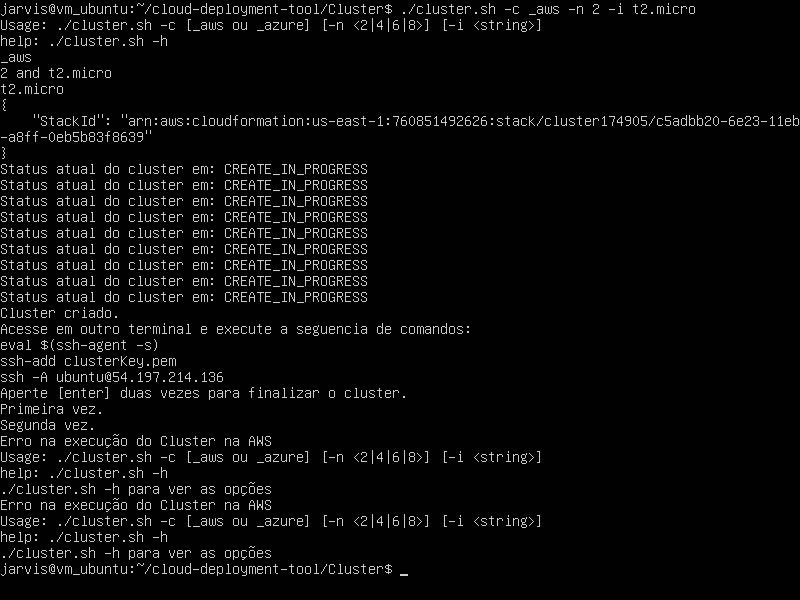 jarvis@vm_ubuntu:~/cloud-deployment-tool/Cluster$ ./cluster.sh -c _aws -n 2 -i t2.micro
Usage: ./cluster.sh -c [_aws ou _azure] [-n <2|4|6|8>] [-i <string>]
help: ./cluster.sh -h
_aws
2 and t2.micro
t2.micro
{
    "StackId": "arn:aws:cloudformation:us-east-1:760851492626:stack/cluster174905/c5adbb20-6e23-11eb
-a8ff-0eb5b83f8639"
}
Status atual do cluster em: CREATE_IN_PROGRESS
Status atual do cluster em: CREATE_IN_PROGRESS
Status atual do cluster em: CREATE_IN_PROGRESS
Status atual do cluster em: CREATE_IN_PROGRESS
Status atual do cluster em: CREATE_IN_PROGRESS
Status atual do cluster em: CREATE_IN_PROGRESS
Status atual do cluster em: CREATE_IN_PROGRESS
Status atual do cluster em: CREATE_IN_PROGRESS
Status atual do cluster em: CREATE_IN_PROGRESS
Cluster criado.
Acesse em outro terminal e execute a seguencia de comandos:
eval $(ssh-agent -s)
ssh-add clusterKey.pem
ssh -A ubuntu@54.197.214.136
Aperte [enter] duas vezes para finalizar o cluster.
Primeira vez.
Segunda vez.
Erro na execução do Cluster na AWS
Usage: ./cluster.sh -c [_aws ou _azure] [-n <2|4|6|8>] [-i <string>]
help: ./cluster.sh -h
./cluster.sh -h para ver as opções
Erro na execução do Cluster na AWS
Usage: ./cluster.sh -c [_aws ou _azure] [-n <2|4|6|8>] [-i <string>]
help: ./cluster.sh -h
./cluster.sh -h para ver as opções
jarvis@vm_ubuntu:~/cloud-deployment-tool/Cluster$ _